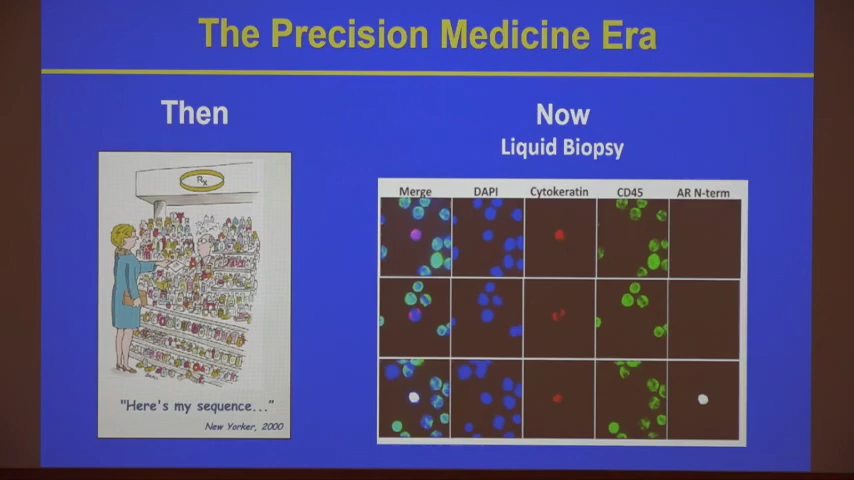 The Precision Medicine Era
Then
Now
Liquid Biopsy
Rx
"Here's my sequence..."
New Yorker, 2000
Merge DAPI Cytokeratin CD45 AR N-term